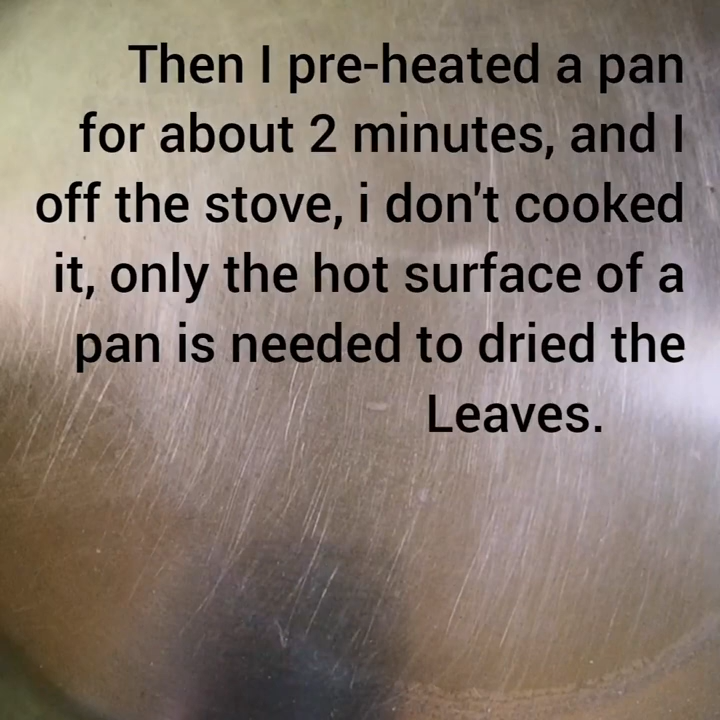 Then I pre-heated a pan
for about 2 minutes, and I
off the stove, i don't cooked
it, only the hot surface of a
pan is needed to dried the
Leaves.